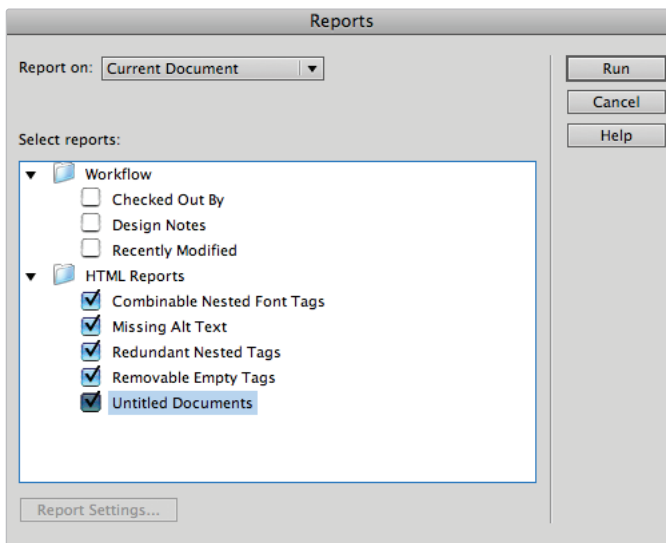 Reports
Report on: Current Document
Run
Cancel
Help
Select reports:
Workflow
Checked Out By
Design Notes
Recently Modified
HTML Reports
Combinable Nested Font Tags
Missing Alt Text
Redundant Nested Tags
Removable Empty Tags
Untitled Documents
Report Settings...